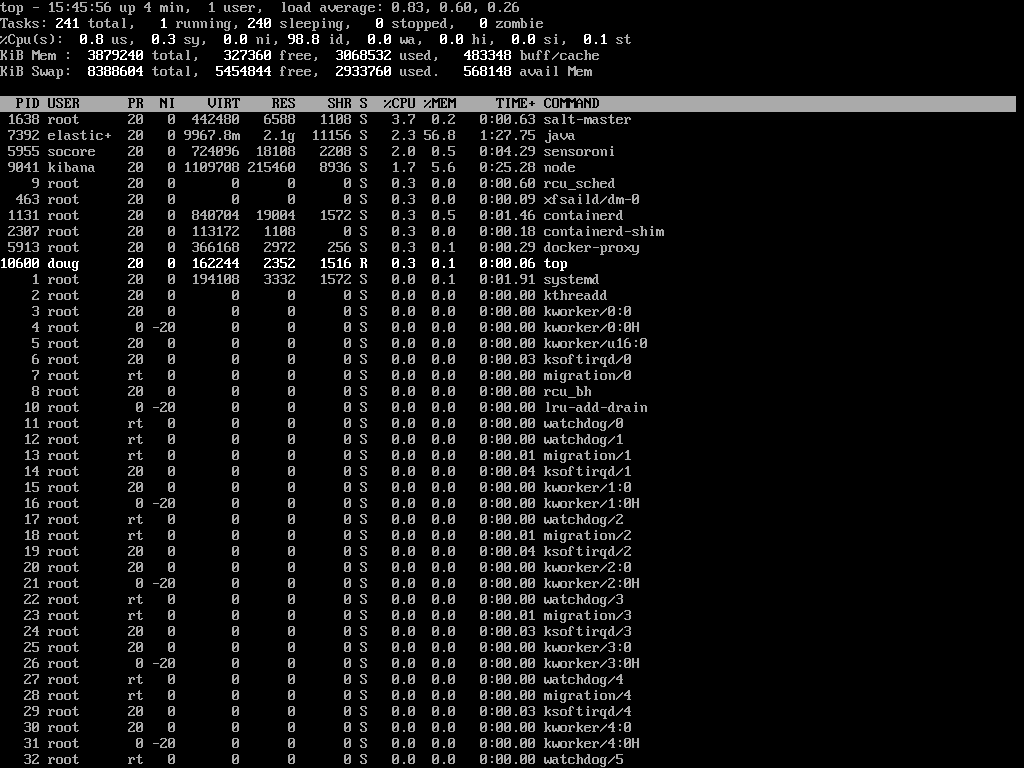 top - 15:45:56 up 4 min,  1 user,  load average: 0.83, 0.60, 0.26
Tasks: 241 total,   1 running, 240 sleeping,   0 stopped,   0 zombie
%Cpu(s):  0.8 us,  0.3 sy,  0.0 ni, 98.8 id,  0.0 wa,  0.0 hi,  0.0 si,  0.1 st
KiB Mem :  3879240 total,   327360 free,  3068532 used,   483348 buff/cache
KiB Swap:  8388604 total,  5454844 free,  2933760 used.   568148 avail Mem
PID USER      PR  NI    VIRT    RES    SHR S  %CPU %MEM     TIME+ COMMAND
1638 root      20   0  442480   6588   1108 S   3.7  0.2   0:00.63 salt-master
7392 elastic+  20   0 9967.8m   2.1g  11156 S   2.3 56.8   1:27.75 java
5955 socore    20   0  724096  18108   2208 S   2.0  0.5   0:04.29 sensoroni
9041 kibana    20   0 1109708 215460   8936 S   1.7  5.6   0:25.28 node
9 root      20   0       0      0      0 S   0.3  0.0   0:00.60 rcu_sched
463 root      20   0       0      0      0 S   0.3  0.0   0:00.09 xfsaild/dm-0
1131 root      20   0  840704  19004   1572 S   0.3  0.5   0:01.46 containerd
2307 root      20   0  113172   1108      0 S   0.3  0.0   0:00.18 containerd-shim
5913 root      20   0  366168   2972    256 S   0.3  0.1   0:00.29 docker-proxy
10600 doug      20   0  162244   2352   1516 R   0.3  0.1   0:00.06 top
1 root      20   0  194108   3332   1572 S   0.0  0.1   0:01.91 systemd
2 root      20   0       0      0      0 S   0.0  0.0   0:00.00 kthreadd
3 root      20   0       0      0      0 S   0.0  0.0   0:00.00 kworker/0:0
4 root       0 -20       0      0      0 S   0.0  0.0   0:00.00 kworker/0:0H
5 root      20   0       0      0      0 S   0.0  0.0   0:00.00 kworker/u16:0
6 root      20   0       0      0      0 S   0.0  0.0   0:00.03 ksoftirqd/0
7 root      rt   0       0      0      0 S   0.0  0.0   0:00.00 migration/0
8 root      20   0       0      0      0 S   0.0  0.0   0:00.00 rcu_bh
10 root       0 -20       0      0      0 S   0.0  0.0   0:00.00 lru-add-drain
11 root      rt   0       0      0      0 S   0.0  0.0   0:00.00 watchdog/0
12 root      rt   0       0      0      0 S   0.0  0.0   0:00.00 watchdog/1
13 root      rt   0       0      0      0 S   0.0  0.0   0:00.01 migration/1
14 root      20   0       0      0      0 S   0.0  0.0   0:00.04 ksoftirqd/1
15 root      20   0       0      0      0 S   0.0  0.0   0:00.00 kworker/1:0
16 root       0 -20       0      0      0 S   0.0  0.0   0:00.00 kworker/1:0H
17 root      rt   0       0      0      0 S   0.0  0.0   0:00.00 watchdog/2
18 root      rt   0       0      0      0 S   0.0  0.0   0:00.01 migration/2
19 root      20   0       0      0      0 S   0.0  0.0   0:00.04 ksoftirqd/2
20 root      20   0       0      0      0 S   0.0  0.0   0:00.00 kworker/2:0
21 root       0 -20       0      0      0 S   0.0  0.0   0:00.00 kworker/2:0H
22 root      rt   0       0      0      0 S   0.0  0.0   0:00.00 watchdog/3
23 root      rt   0       0      0      0 S   0.0  0.0   0:00.01 migration/3
24 root      20   0       0      0      0 S   0.0  0.0   0:00.03 ksoftirqd/3
25 root      20   0       0      0      0 S   0.0  0.0   0:00.00 kworker/3:0
26 root       0 -20       0      0      0 S   0.0  0.0   0:00.00 kworker/3:0H
27 root      rt   0       0      0      0 S   0.0  0.0   0:00.00 watchdog/4
28 root      rt   0       0      0      0 S   0.0  0.0   0:00.00 migration/4
29 root      20   0       0      0      0 S   0.0  0.0   0:00.03 ksoftirqd/4
30 root      20   0       0      0      0 S   0.0  0.0   0:00.00 kworker/4:0
31 root       0 -20       0      0      0 S   0.0  0.0   0:00.00 kworker/4:0H
32 root      rt   0       0      0      0 S   0.0  0.0   0:00.00 watchdog/5